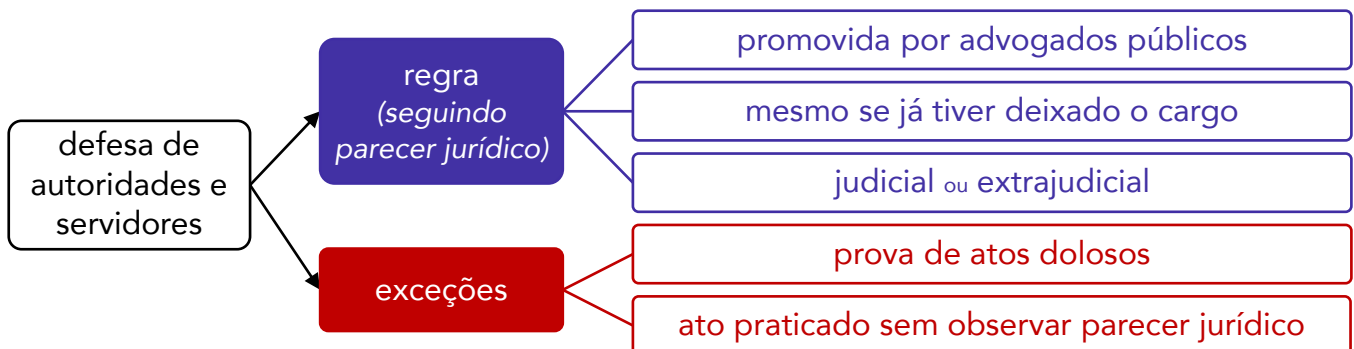 defesa de
autoridades e
servidores
regra
(seguindo
parecer jurídico)
promovida por advogados públicos
mesmo se já tiver deixado o cargo
judicial ou extrajudicial
exceções
prova de atos dolosos
ato praticado sem observar parecer jurídico